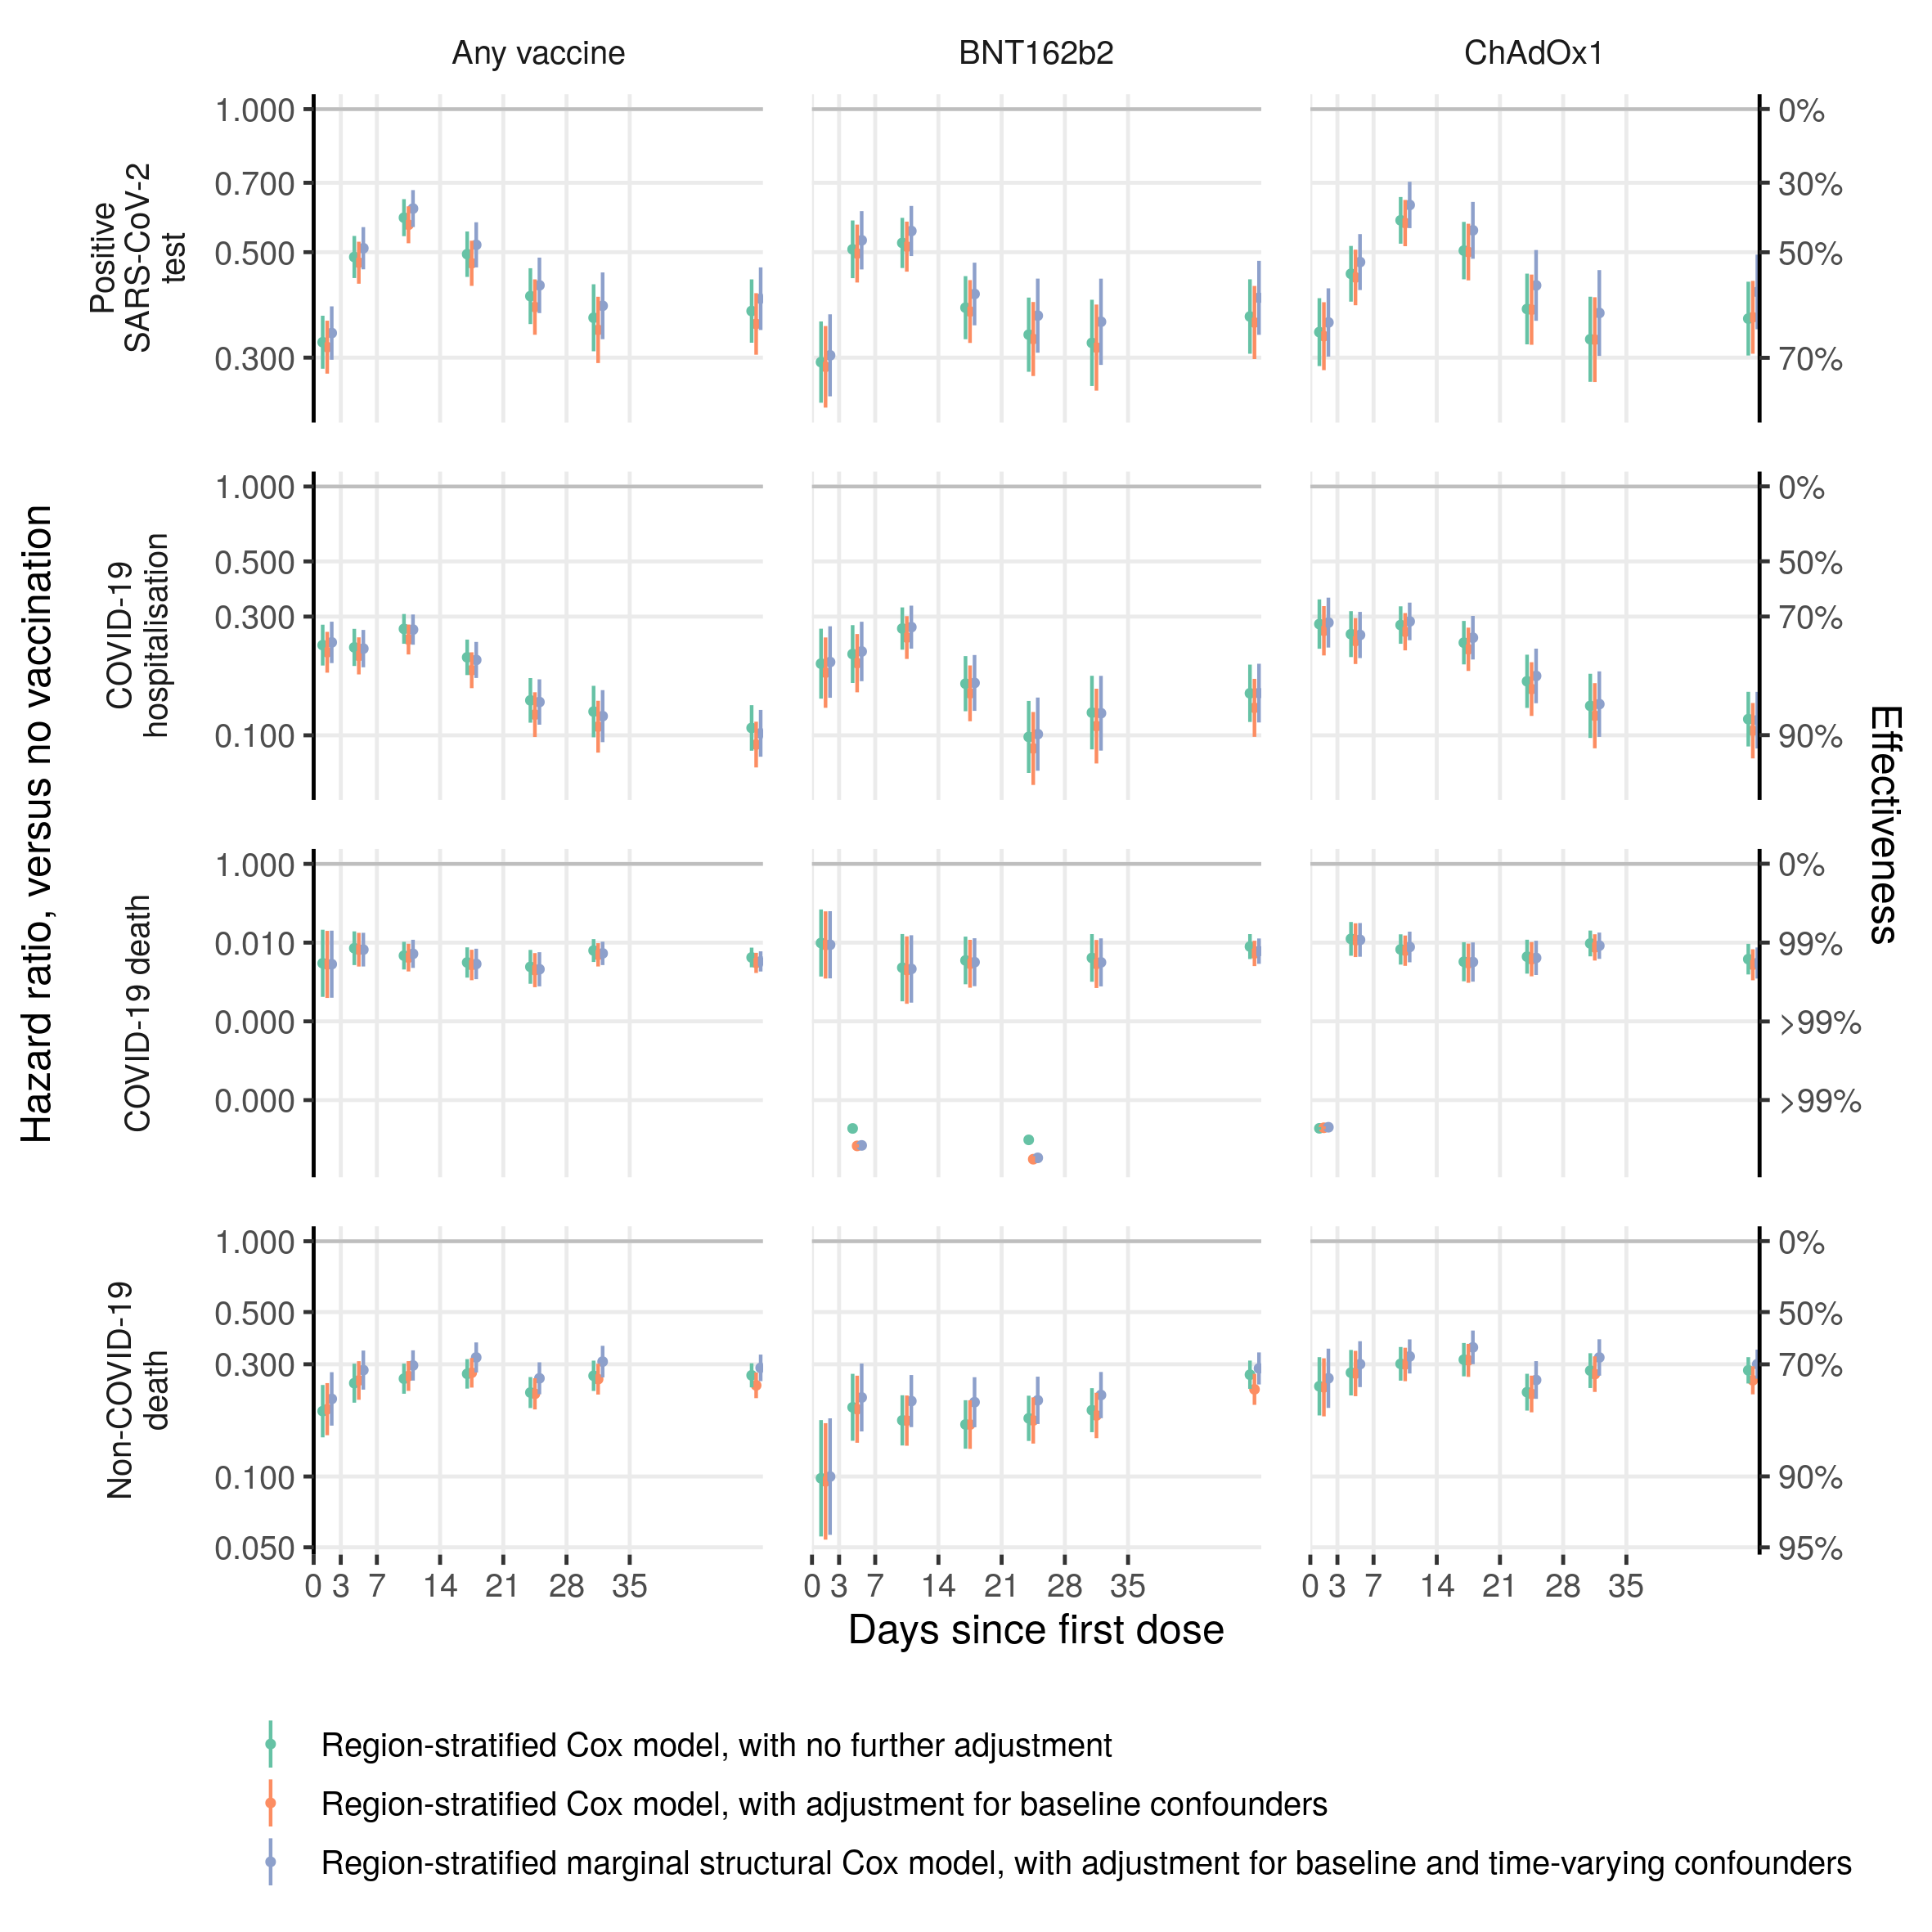 Any vaccine
BNT162b2
ChAdOx1
Hazard ratio, versus no vaccination
Positive
SARS-CoV-2
test
1.000
0.700
0.500
0.300
0%
30%
50%
70%
COVID-19
hospitalisation
1.000
0.500
0.300
0.100
0%
50%
70%
90%
Effectiveness
COVID-19 death
1.000
0.010
0.000
0.000
0%
99%
>99%
>99%
Non-COVID-19
death
1.000
0.500
0.300
0.100
0.050
0%
50%
70%
90%
95%
0 3 7 14 21 28 35
0 3 7 14 21 28 35
0 3 7 14 21 28 35
Days since first dose
Region-stratified Cox model, with no further adjustment
Region-stratified Cox model, with adjustment for baseline confounders
Region-stratified marginal structural Cox model, with adjustment for baseline and time-varying confounders